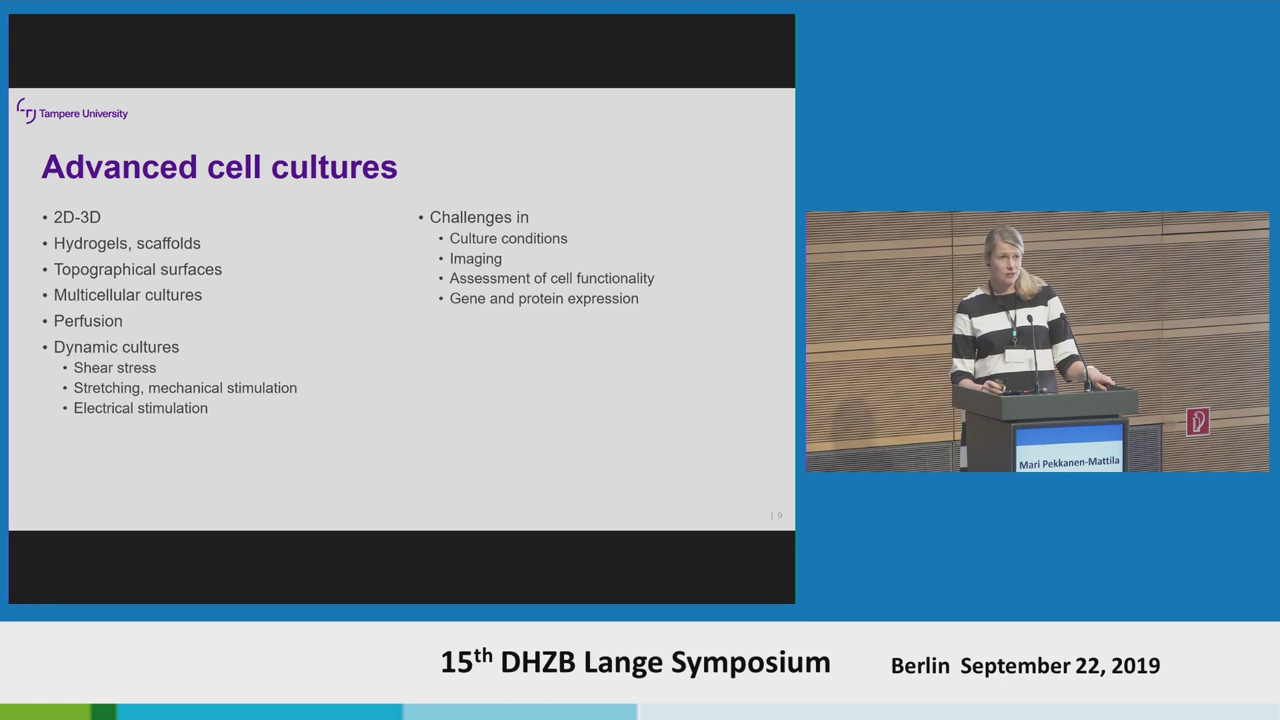 Tampere University
Advanced cell cultures
• 2D-3D
• Hydrogels, scaffolds
• Topographical surfaces
• Multicellular cultures
• Perfusion
• Dynamic cultures
• Shear stress
• Stretching, mechanical stimulation
• Electrical stimulation
• Challenges in
• Culture conditions
• Imaging
• Assessment of cell functionality
• Gene and protein expression
| 9
Mari Pekkanen-Mattila
15th DHZB Lange Symposium
Berlin September 22, 2019